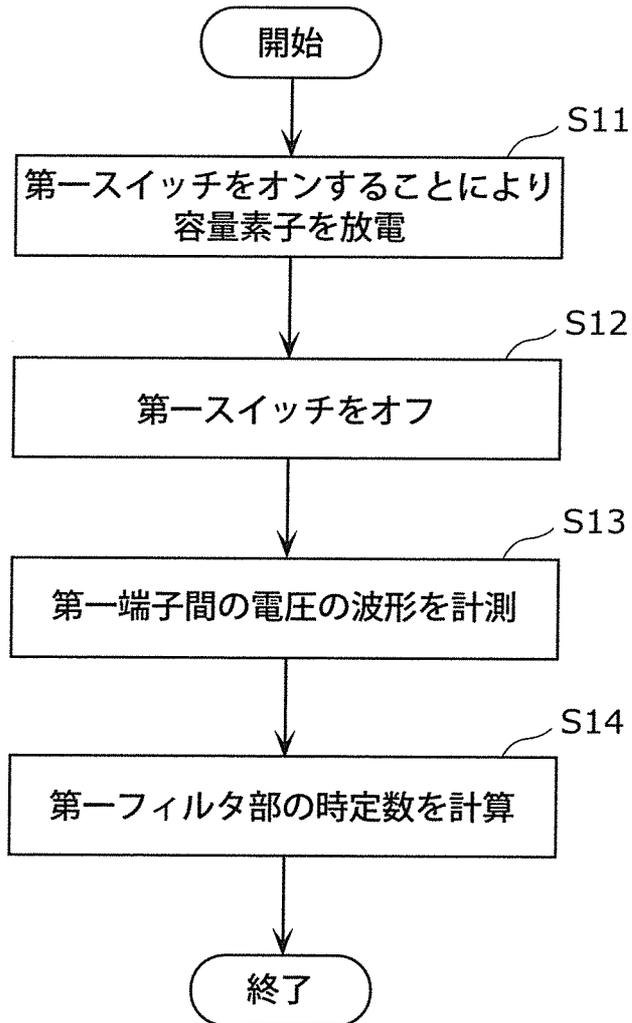 開始
S11
第一スイッチをオンすることにより
容量素子を放電
S12
第一スイッチをオフ
S13
第一端子間の電圧の波形を計測
S14
第一フィルタ部の時定数を計算
終了